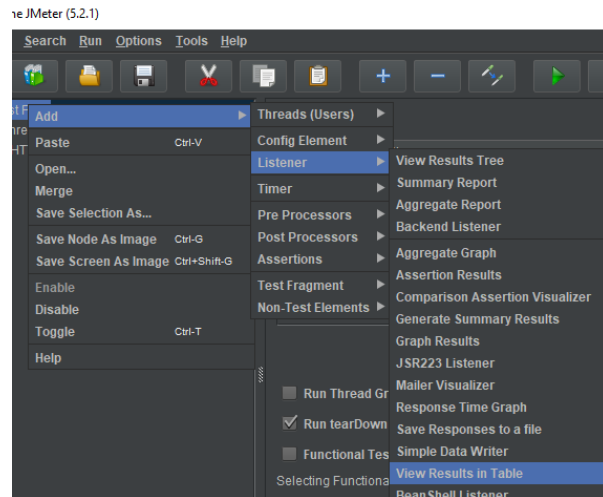 ne JMeter (5.2.1)
Search Run Options Tools Help
Add
Paste Ctrl-V
Open...
Merge
Save Selection As...
Save Node As Image Ctrl-G
Save Screen As Image Ctrl+Shift-G
Enable
Disable
Toggle Ctrl-T
Help
Threads (Users)
Config Element
Listener
Timer
Pre Processors
Post Processors
Assertions
Test Fragment
Non-Test Elements
View Results Tree
Summary Report
Aggregate Report
Backend Listener
Aggregate Graph
Assertion Results
Comparison Assertion Visualizer
Generate Summary Results
Graph Results
JSR223 Listener
Mailer Visualizer
Response Time Graph
Save Responses to a file
Simple Data Writer
View Results in Table
BeanShell Listener
Run Thread Gr
Run tearDown
Functional Tes
Selecting Functiona